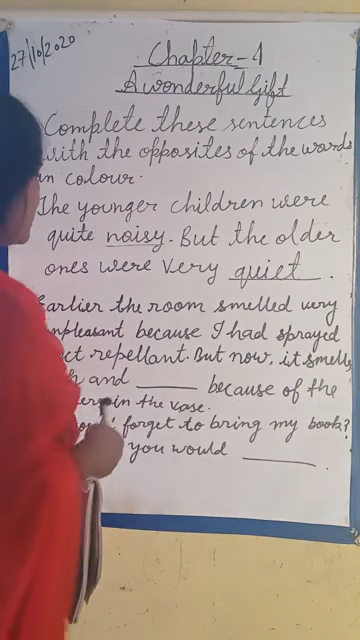 27/10/2020
Chapter-1
A wonderful Gift
Complete these sentences
with the opposites of the words
in colour.
The younger children were
quite noisy. But the older
ones were very quiet.
Earlier the room smelled very
unpleasant because I had sprayed
repellant. But now, it smells
and ______ because of the
in the vase.
forget to bring my book?
you would ______.